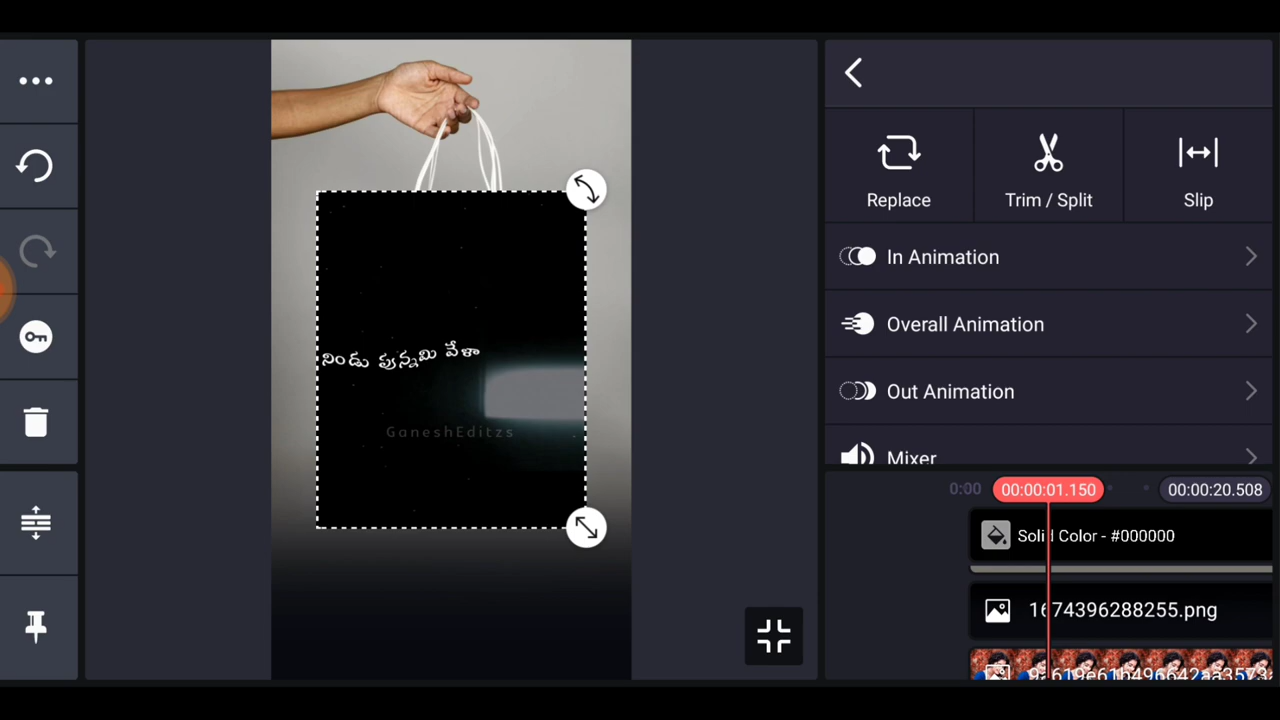 Replace
Trim / Split
Slip
In Animation
Overall Animation
Out Animation
Mixer
నిండు పున్నమి వేళా
GaneshEditzs
0:00
00:00:01.150
00:00:20.508
Solid Color - #000000
1674396288255.png